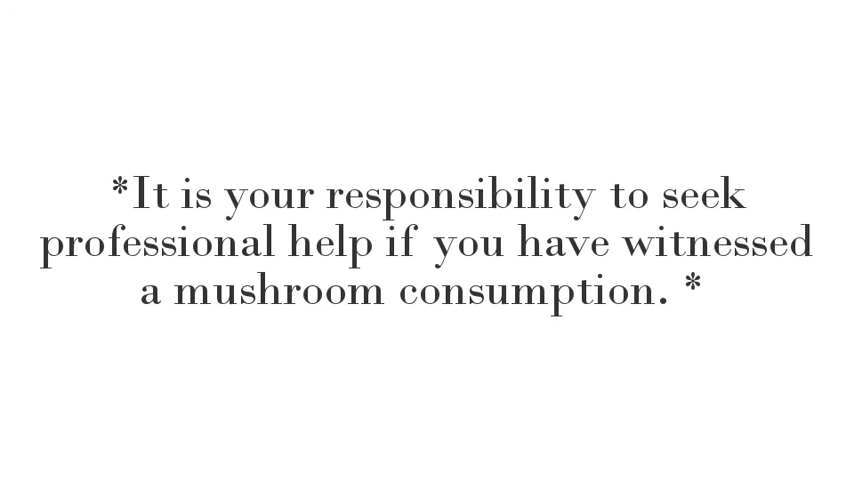 *It is your responsibility to seek
professional help if you have witnessed
a mushroom consumption. *